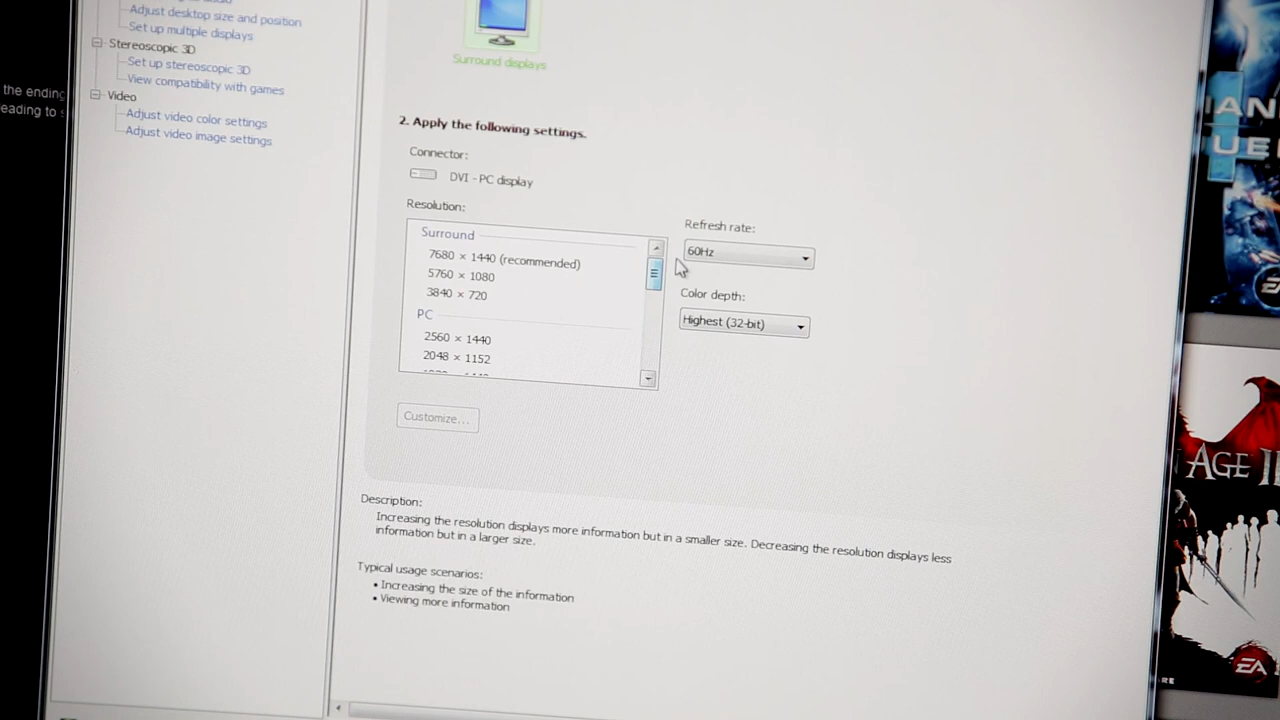 Adjust desktop size and position
Set up multiple displays
Stereoscopic 3D
Set up stereoscopic 3D
View compatibility with games
Video
Adjust video color settings
Adjust video image settings
the ending
eading to
Surround displays
2. Apply the following settings.
Connector:
DVI - PC display
Resolution:
Surround
7680 × 1440 (recommended)
5760 × 1080
3840 × 720
PC
2560 × 1440
2048 × 1152
Refresh rate:
60Hz
Color depth:
Highest (32-bit)
Customize...
Description:
Increasing the resolution displays more information but in a smaller size. Decreasing the resolution displays less
information but in a larger size.
Typical usage scenarios:
• Increasing the size of the information
• Viewing more information
IAN
UE
EA
AGE II
EA
RE